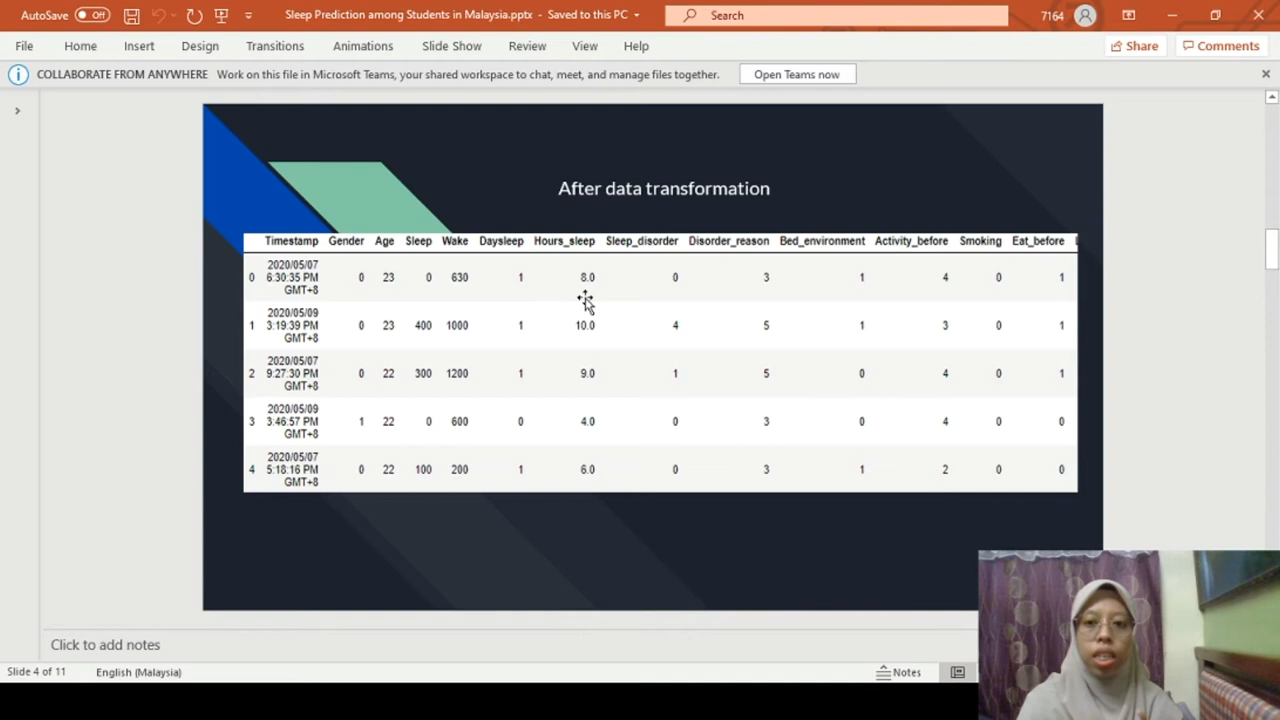 AutoSave Off Sleep Prediction among Students in Malaysia.pptx - Saved to this PC Search 7164
File Home Insert Design Transitions Animations Slide Show Review View Help Share Comments
COLLABORATE FROM ANYWHERE Work on this file in Microsoft Teams, your shared workspace to chat, meet, and manage files together. Open Teams now
After data transformation
Timestamp Gender Age Sleep Wake Daysleep Hours_sleep Sleep_disorder Disorder_reason Bed_environment Activity_before Smoking Eat_before
2020/05/07
0 6:30:35 PM 0 23 0 630 1 8.0 0 3 1 4 0 1
GMT+8
2020/05/09
1 3:19:39 PM 0 23 400 1000 1 10.0 4 5 1 3 0 1
GMT+8
2020/05/07
2 9:27:30 PM 0 22 300 1200 1 9.0 1 5 0 4 0 1
GMT+8
2020/05/09
3 3:46:57 PM 1 22 0 600 0 4.0 0 3 0 4 0 0
GMT+8
2020/05/07
4 5:18:16 PM 0 22 100 200 1 6.0 0 3 1 2 0 0
GMT+8
Click to add notes
Slide 4 of 11 English (Malaysia) Notes